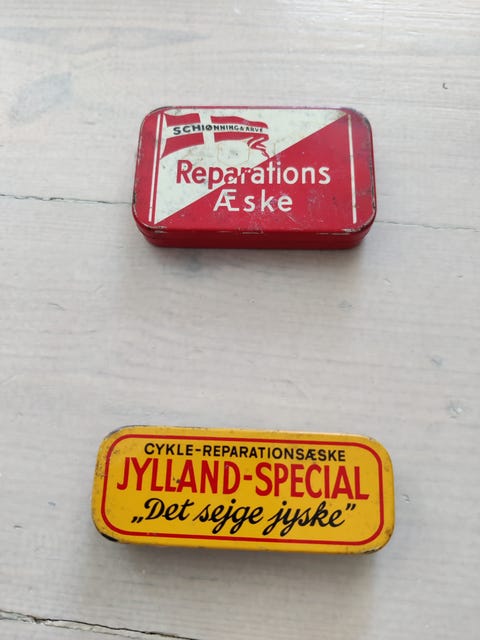 SCHIØNNING & ARVÉ
Reparations
Æske
CYKLE-REPARATIONSÆSKE
JYLLAND-SPECIAL
„Det sejge jyske”